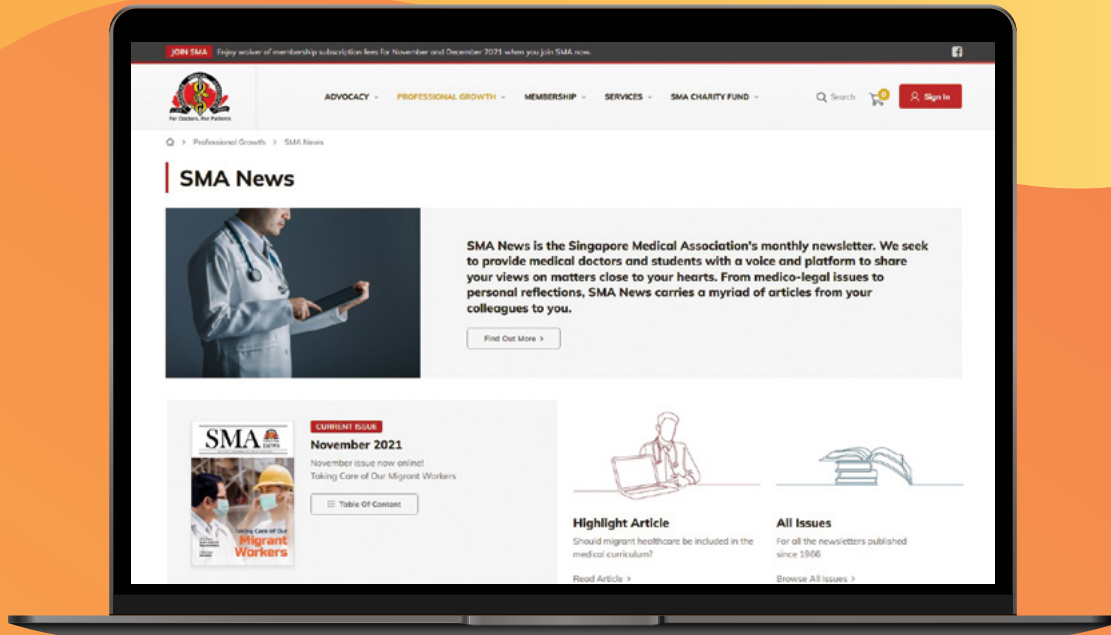 JOIN SMA Enjoy waiver of membership subscription fees for November and December 2021 when you join SMA now.
For Doctors, For Patients
ADVOCACY PROFESSIONAL GROWTH MEMBERSHIP SERVICES SMA CHARITY FUND Search 0 Sign In
> Professional Growth > SMA News
SMA News
SMA News is the Singapore Medical Association's monthly newsletter. We seek
to provide medical doctors and students with a voice and platform to share
your views on matters close to your hearts. From medico-legal issues to
personal reflections, SMA News carries a myriad of articles from your
colleagues to you.
Find Out More >
SMA news
Taking Care of Our
Migrant
Workers
CURRENT ISSUE
November 2021
November issue now online!
Taking Care of Our Migrant Workers
Table Of Content
Highlight Article
Should migrant healthcare be included in the
medical curriculum?
Read Article >
All Issues
For all the newsletters published
since 1966
Browse All Issues >